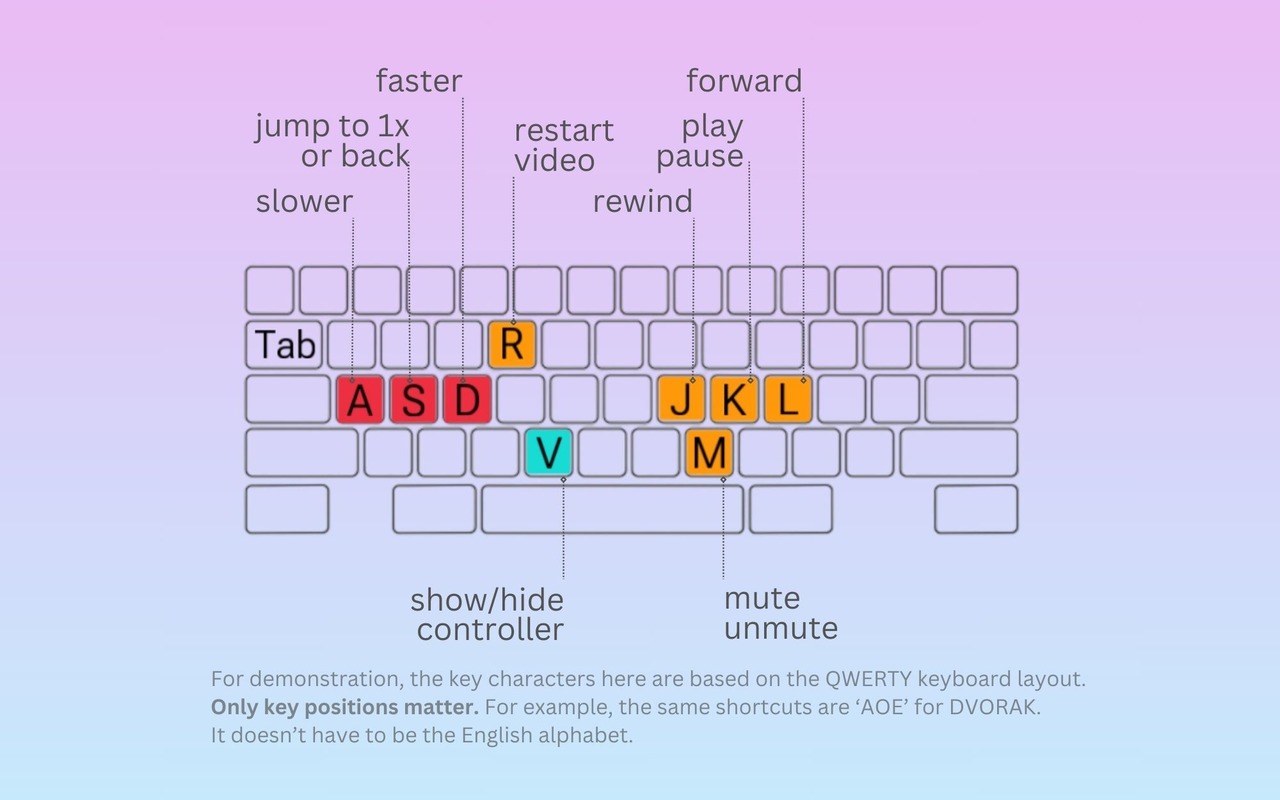 faster
forward
jump to 1x
or back
restart
video
play
pause
slower
rewind
Tab
R
A S D
J K L
V
M
show/hide
controller
mute
unmute
For demonstration, the key characters here are based on the QWERTY keyboard layout.
Only key positions matter. For example, the same shortcuts are ‘AOE’ for DVORAK.
It doesn’t have to be the English alphabet.